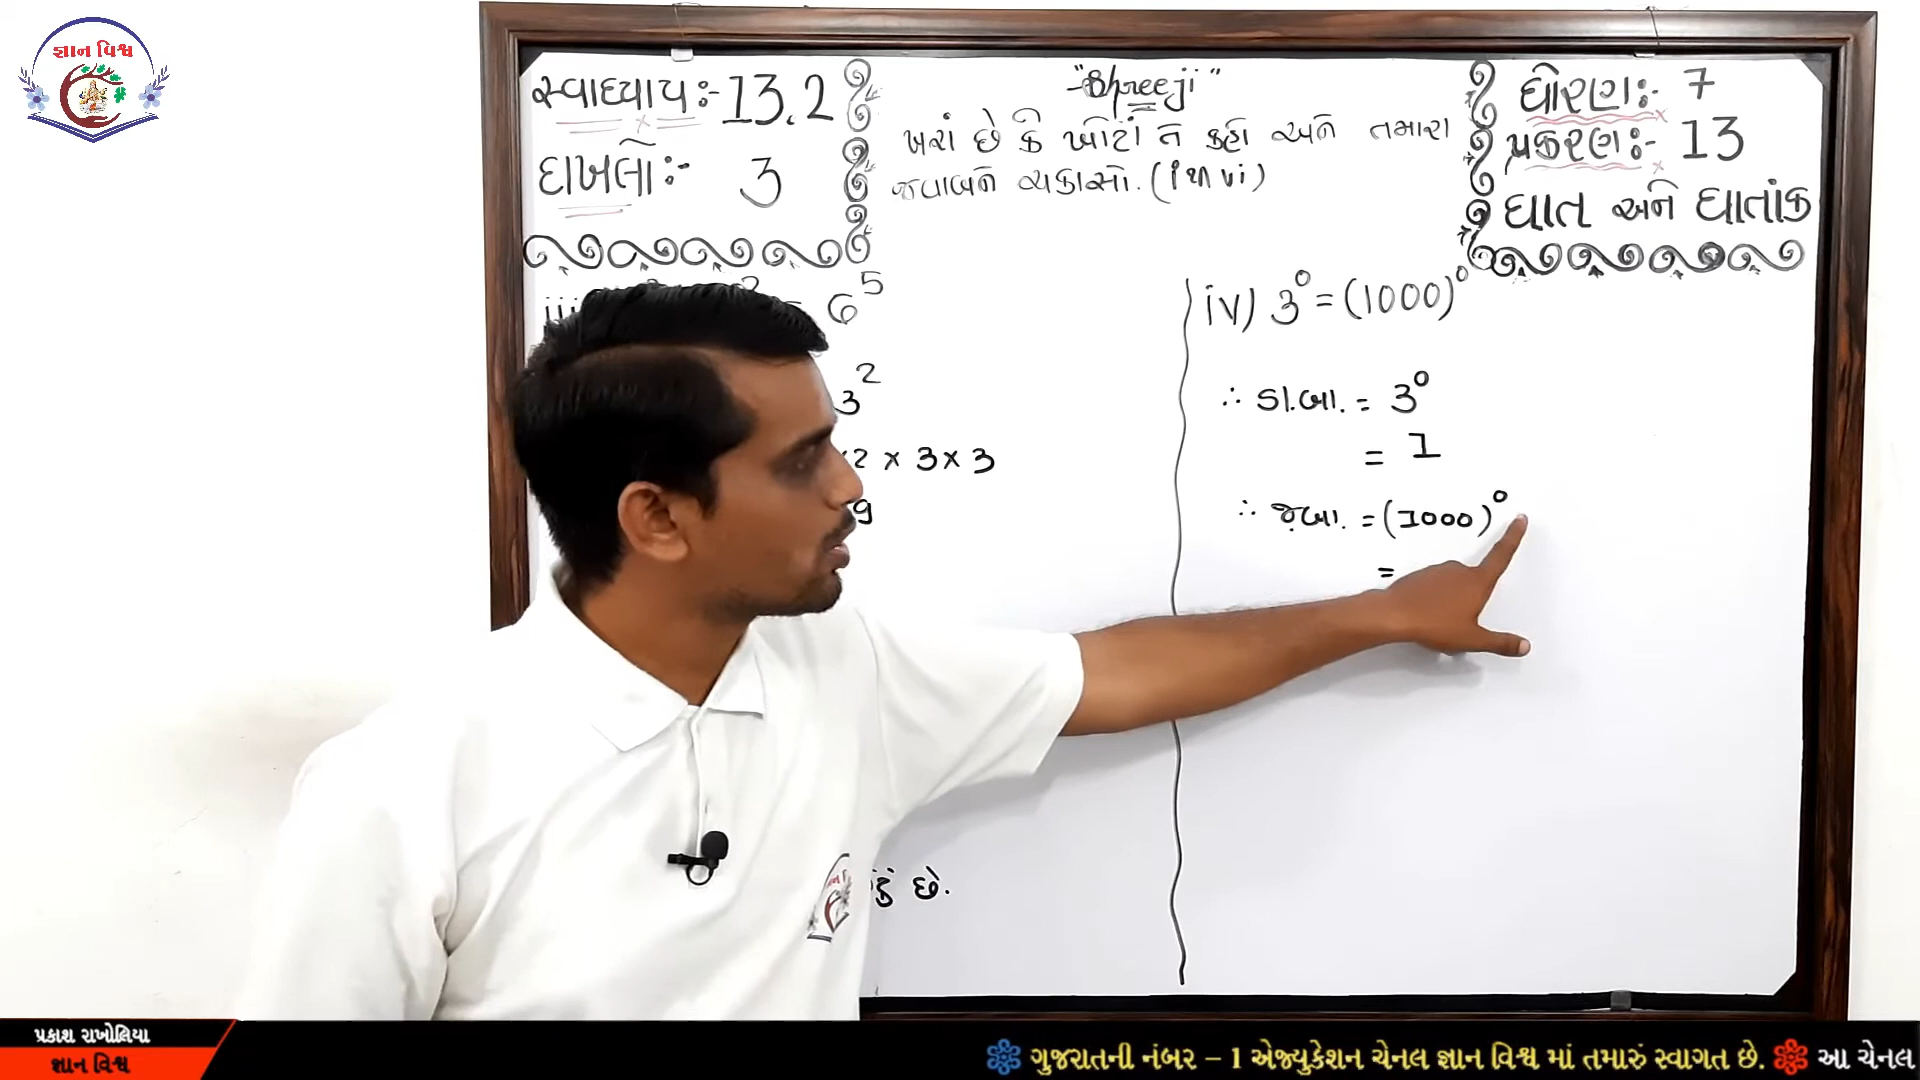 જ્ઞાન વિશ્વ
સ્વાધ્યાય:- 13.2
દાખલો:- 3
"Shreeji"
ખરાં છે કે ખોટાં તે કહો અને તમારા
જવાબને ચકાસો. (i થી vi)
ધોરણ:- 7
પ્રકરણ:- 13
ઘાત અને ઘાતાંક
6⁵
3²
2 × 3 × 3
9
છે.
iv) 3⁰ = (1000)⁰
∴ ડા.બા. = 3⁰
= 1
∴ જ.બા. = (1000)⁰
=
પ્રકાશ રાખોલિયા
જ્ઞાન વિશ્વ
ગુજરાતની નંબર – 1 એજ્યુકેશન ચેનલ જ્ઞાન વિશ્વ માં તમારું સ્વાગત છે. આ ચેનલ